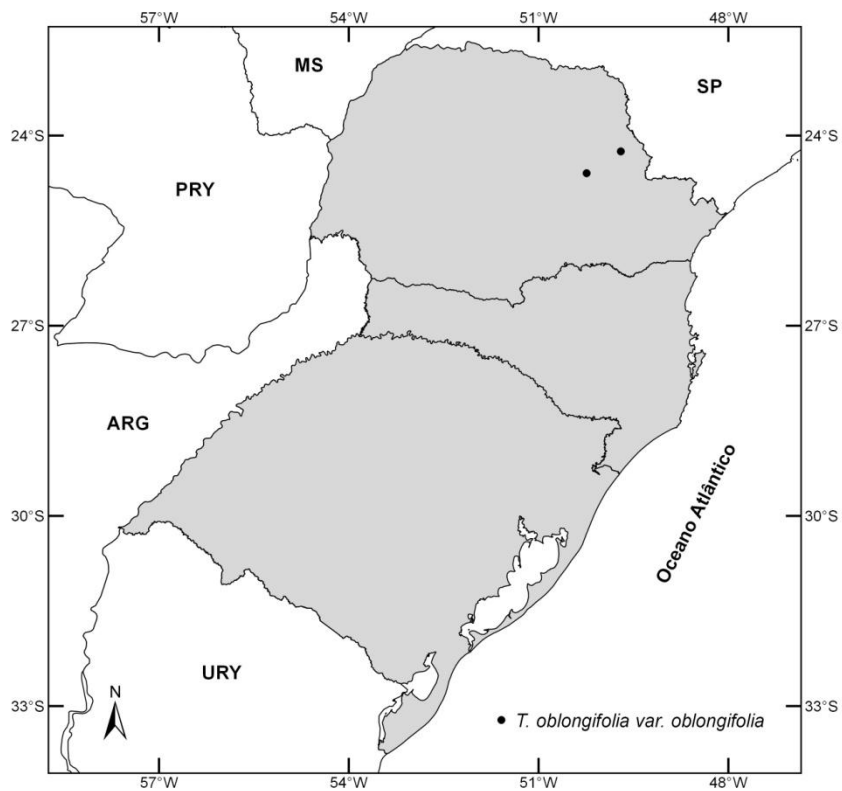 57°W 54°W 51°W 48°W
MS
SP
24°S 24°S
PRY
27°S 27°S
ARG
Oceano Atlântico
30°S 30°S
URY
N
33°S 33°S
T. oblongifolia var. oblongifolia
57°W 54°W 51°W 48°W